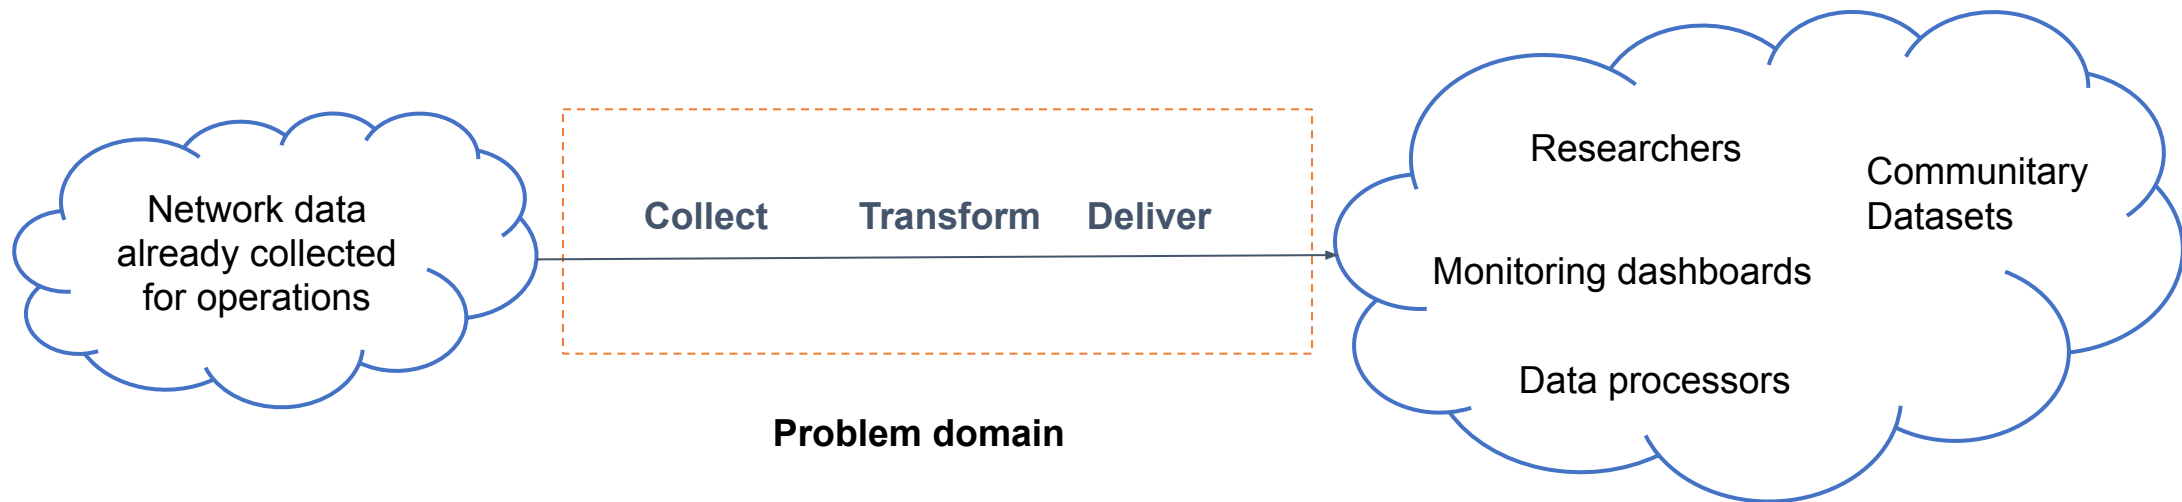 Network data
already collected
for operations
Collect Transform Deliver
Problem domain
Researchers
Communitary
Datasets
Monitoring dashboards
Data processors